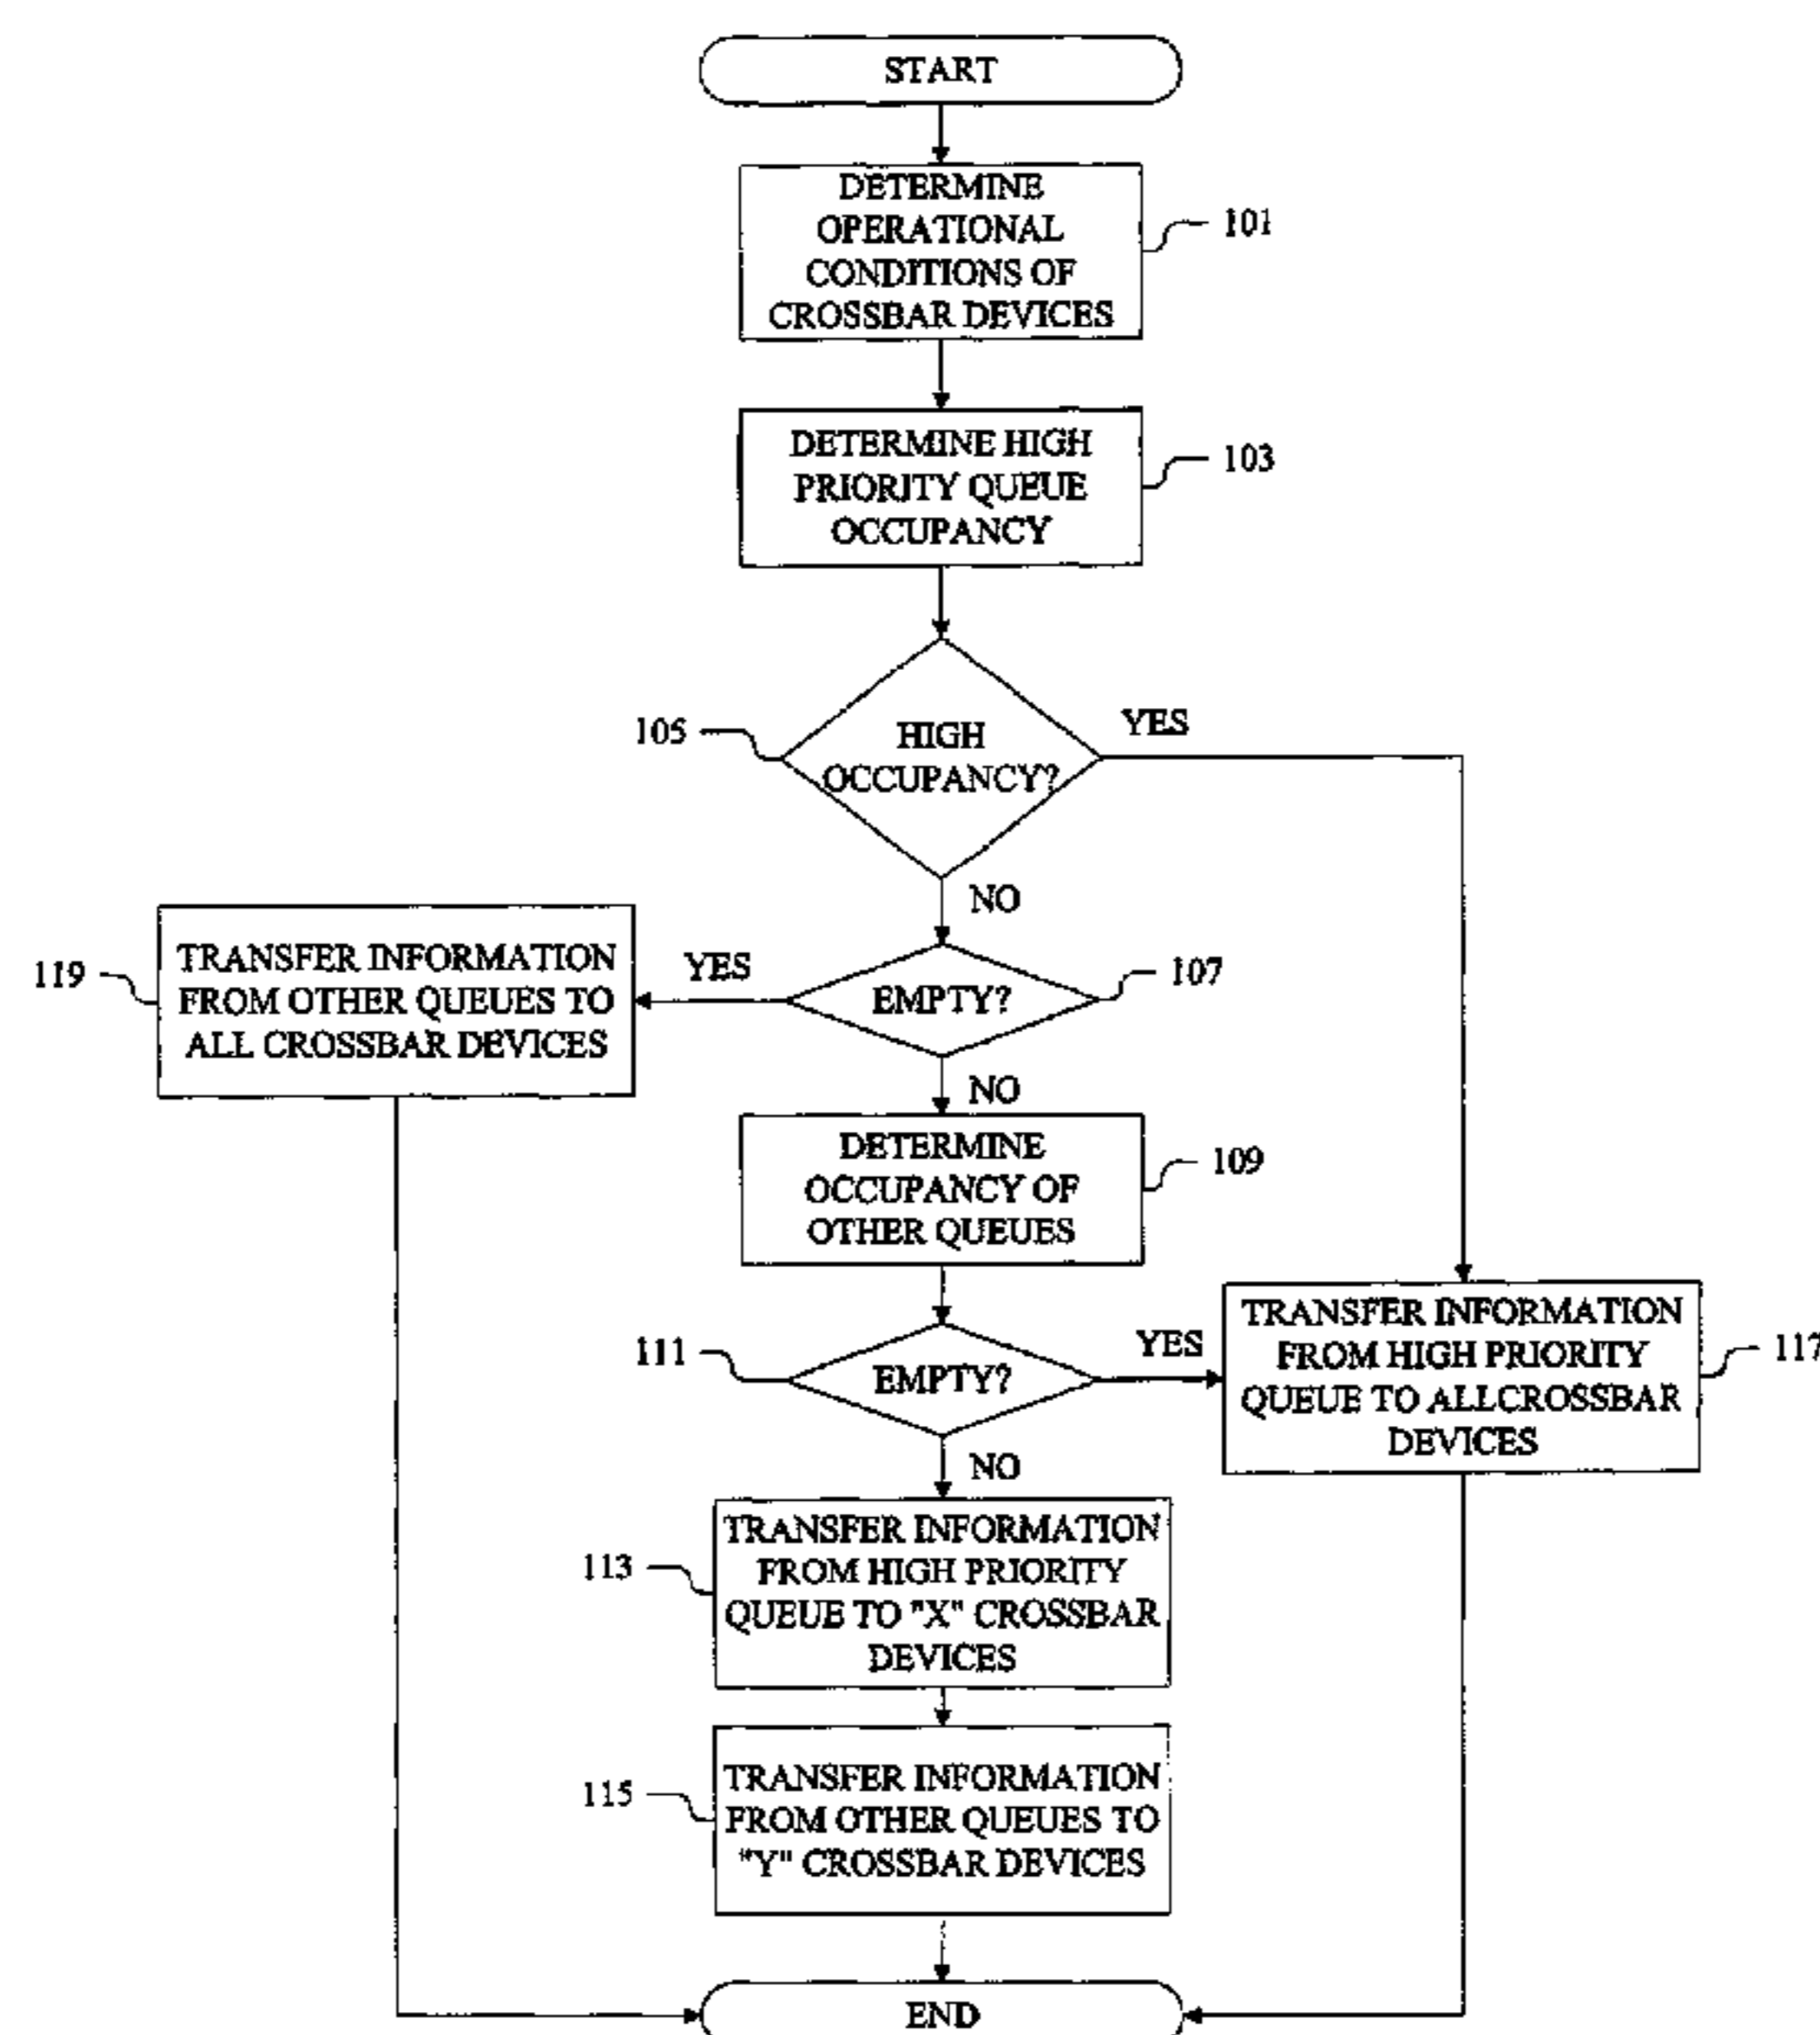 START
DETERMINE
OPERATIONAL
CONDITIONS OF
CROSSBAR DEVICES
101
DETERMINE HIGH
PRIORITY QUEUE
OCCUPANCY
103
105
HIGH
OCCUPANCY?
YES
NO
119
TRANSFER INFORMATION
FROM OTHER QUEUES TO
ALL CROSSBAR DEVICES
YES
EMPTY?
107
NO
DETERMINE
OCCUPANCY OF
OTHER QUEUES
109
111
EMPTY?
YES
TRANSFER INFORMATION
FROM HIGH PRIORITY
QUEUE TO ALLCROSSBAR
DEVICES
117
NO
113
TRANSFER INFORMATION
FROM HIGH PRIORITY
QUEUE TO "X" CROSSBAR
DEVICES
115
TRANSFER INFORMATION
FROM OTHER QUEUES TO
"Y" CROSSBAR DEVICES
END